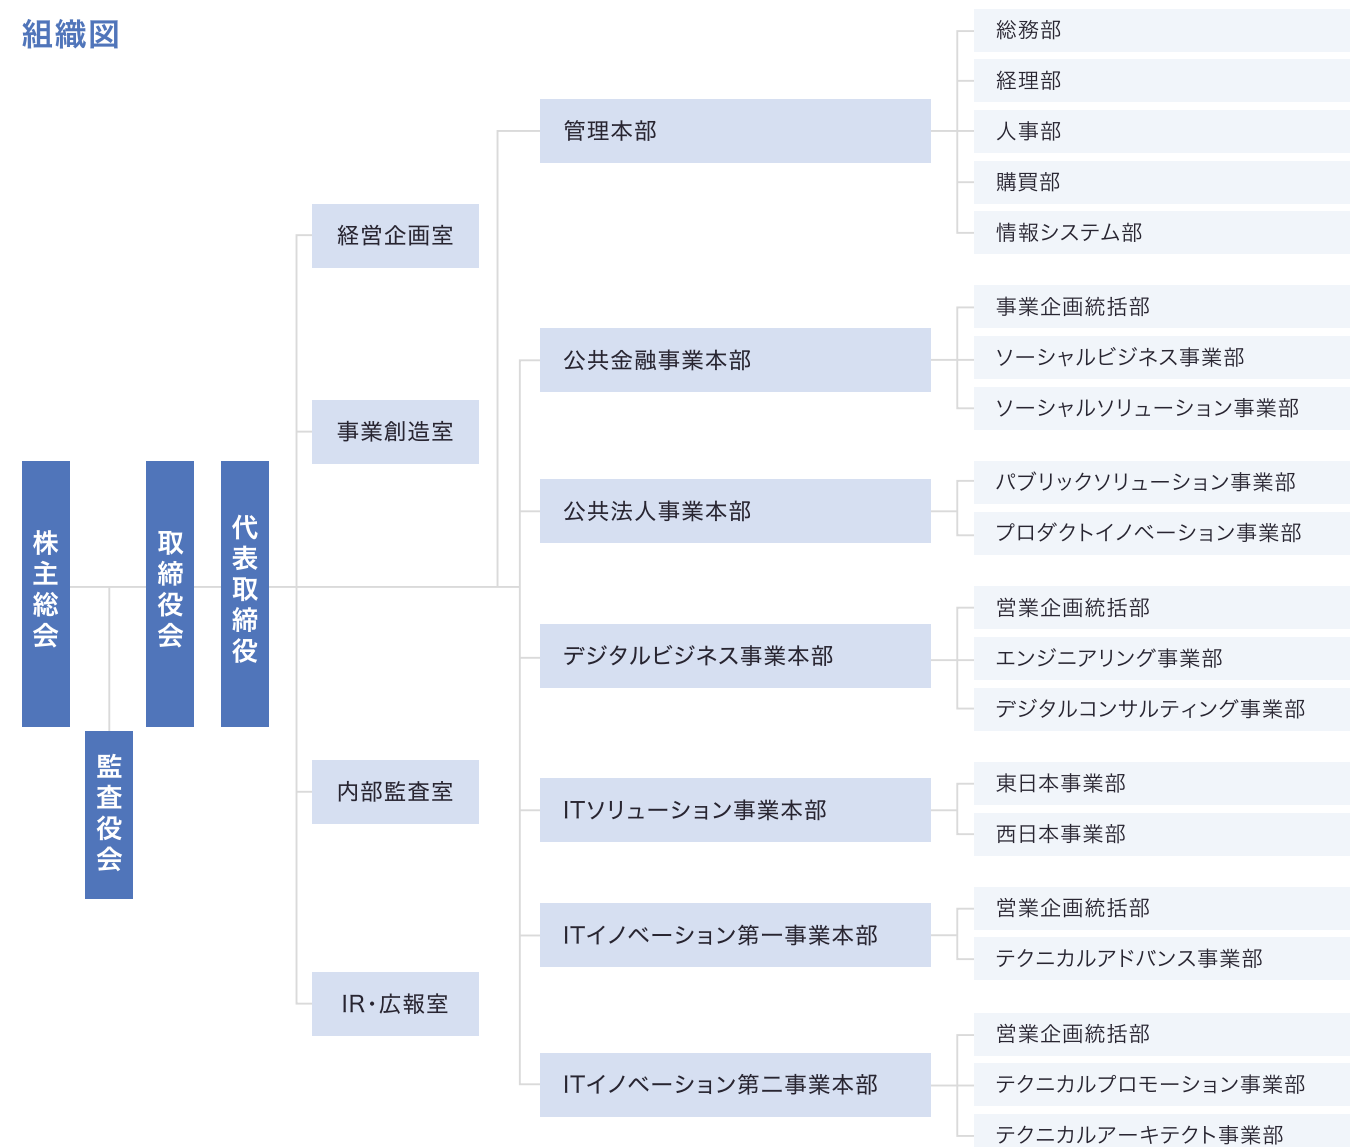 組織図
株主総会
監査役会
取締役会
代表取締役
経営企画室
事業創造室
内部監査室
IR・広報室
管理本部
総務部
経理部
人事部
購買部
情報システム部
公共金融事業本部
事業企画統括部
ソーシャルビジネス事業部
ソーシャルソリューション事業部
公共法人事業本部
パブリックソリューション事業部
プロダクトイノベーション事業部
デジタルビジネス事業本部
営業企画統括部
エンジニアリング事業部
デジタルコンサルティング事業部
ITソリューション事業本部
東日本事業部
西日本事業部
ITイノベーション第一事業本部
営業企画統括部
テクニカルアドバンス事業部
ITイノベーション第二事業本部
営業企画統括部
テクニカルプロモーション事業部
テクニカルアーキテクト事業部